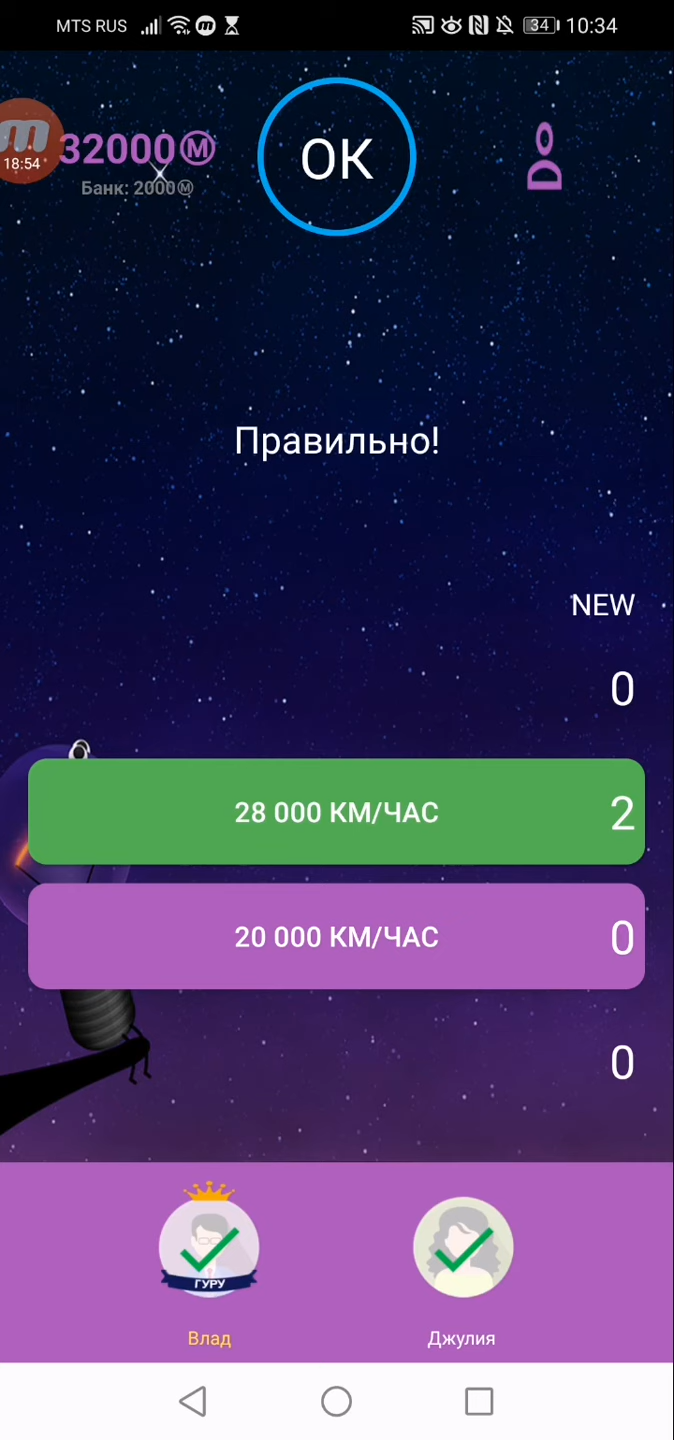 MTS RUS 34 10:34
18:54
32000Ⓜ
Банк: 2000Ⓜ
ОК
Правильно!
NEW
0
28 000 КМ/ЧАС 2
20 000 КМ/ЧАС 0
0
ГУРУ
Влад
Джулия